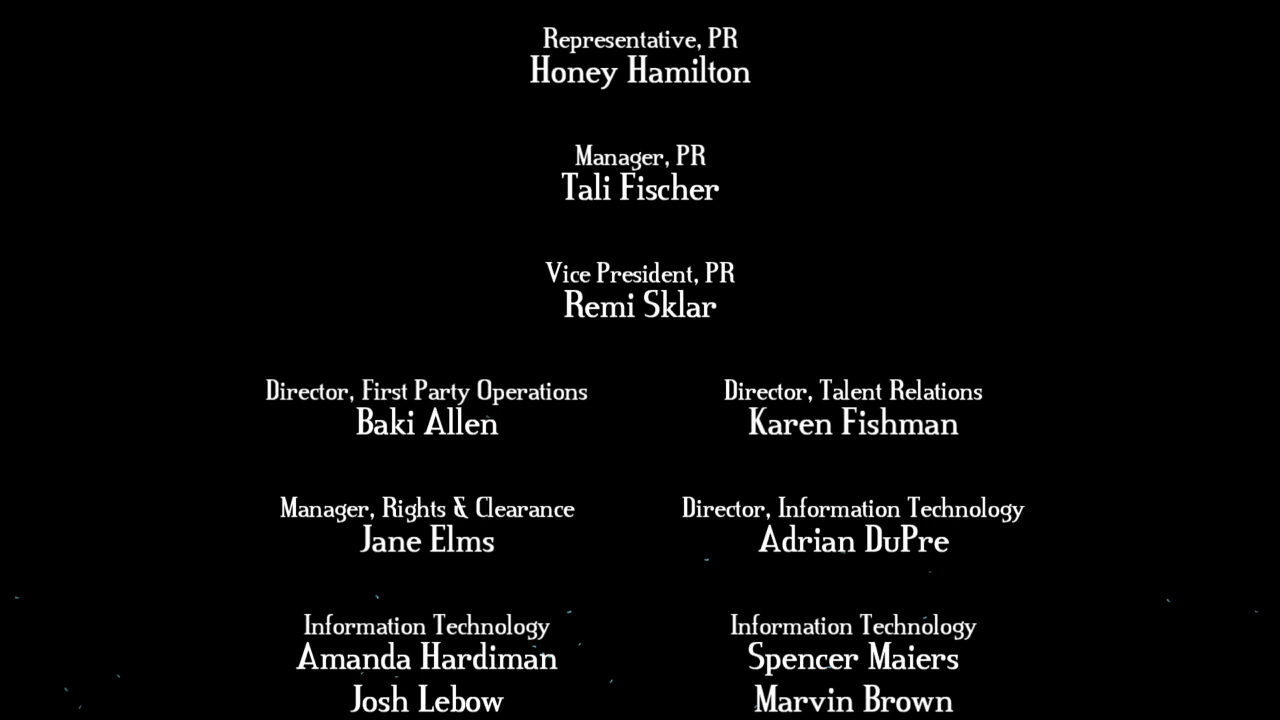 Representative, PR
Honey Hamilton
Manager, PR
Tali Fischer
Vice President, PR
Remi Sklar
Director, First Party Operations
Baki Allen
Director, Talent Relations
Karen Fishman
Manager, Rights & Clearance
Jane Elms
Director, Information Technology
Adrian DuPre
Information Technology
Amanda Hardiman
Josh Lebow
Information Technology
Spencer Maiers
Marvin Brown